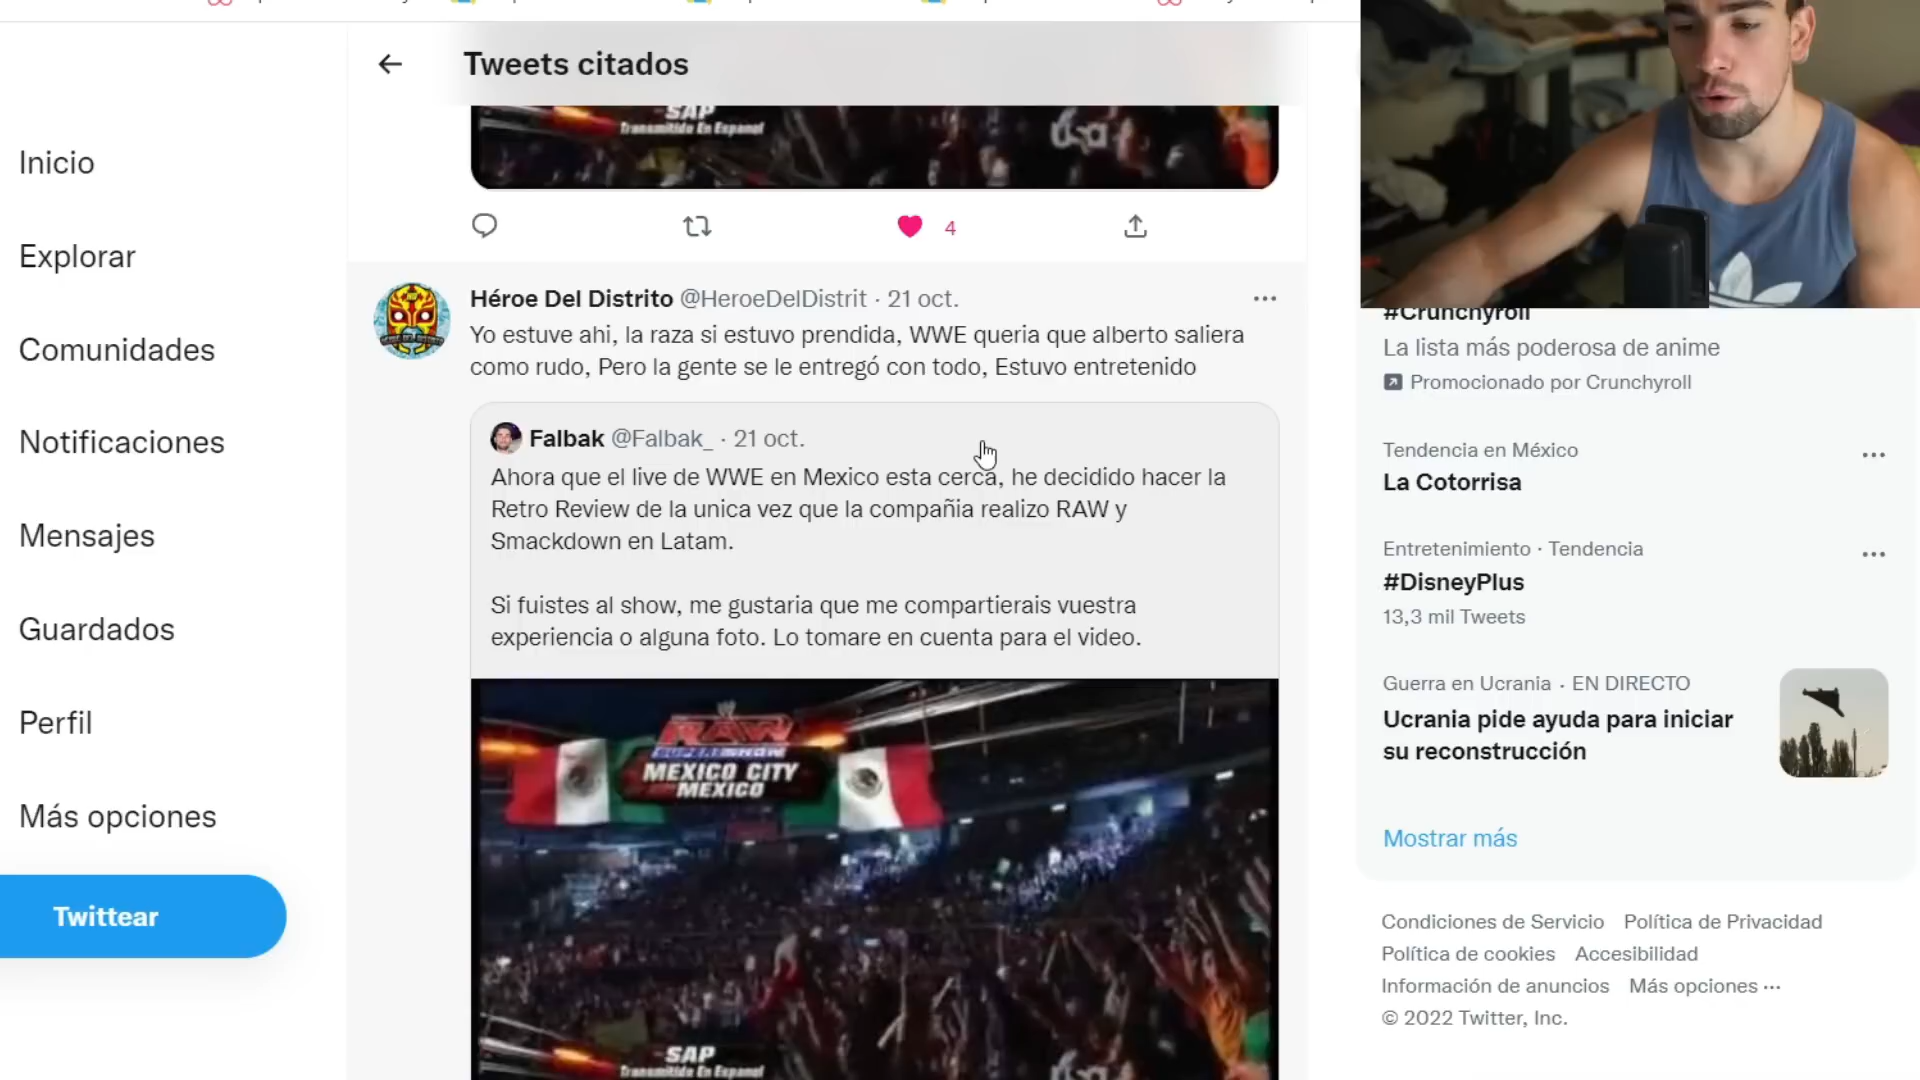 Tweets citados
SAP
Transmitido En Espanol
usa
4
Inicio
Explorar
Comunidades
Notificaciones
Mensajes
Guardados
Perfil
Más opciones
Twittear
Héroe Del Distrito @HeroeDelDistrit · 21 oct.
Yo estuve ahi, la raza si estuvo prendida, WWE queria que alberto saliera
como rudo, Pero la gente se le entregó con todo, Estuvo entretenido
Falbak @Falbak_ · 21 oct.
Ahora que el live de WWE en Mexico esta cerca, he decidido hacer la
Retro Review de la unica vez que la compañia realizo RAW y
Smackdown en Latam.
Si fuistes al show, me gustaria que me compartierais vuestra
experiencia o alguna foto. Lo tomare en cuenta para el video.
RAW
SUPERSHOW
MEXICO CITY
MEXICO
SAP
Transmitida En Espanol
usa
#Crunchyroll
La lista más poderosa de anime
Promocionado por Crunchyroll
Tendencia en México
La Cotorrisa
Entretenimiento · Tendencia
#DisneyPlus
13,3 mil Tweets
Guerra en Ucrania · EN DIRECTO
Ucrania pide ayuda para iniciar
su reconstrucción
Mostrar más
Condiciones de Servicio Política de Privacidad
Política de cookies Accesibilidad
Información de anuncios Más opciones ···
© 2022 Twitter, Inc.